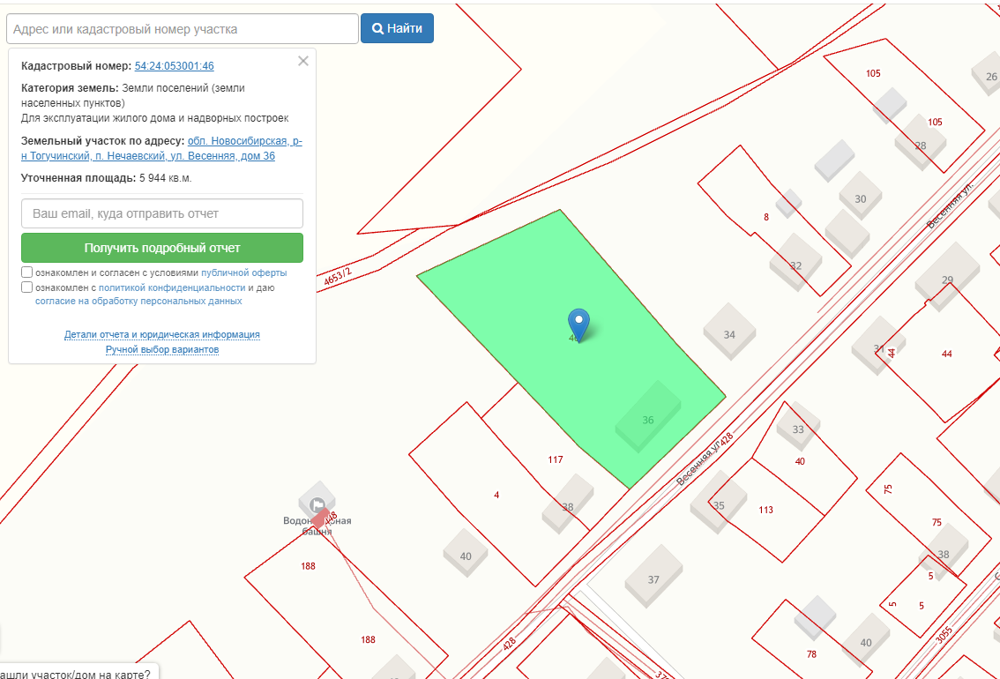 Адрес или кадастровый номер участка
Найти
Кадастровый номер: 54:24:053001:46
Категория земель: Земли поселений (земли
населенных пунктов)
Для эксплуатации жилого дома и надворных построек
Земельный участок по адресу: обл. Новосибирская, р-
н Тогучинский, п. Нечаевский, ул. Весенняя, дом 36
Уточненная площадь: 5 944 кв.м.
Ваш email, куда отправить отчет
Получить подробный отчет
ознакомлен и согласен с условиями публичной оферты
ознакомлен с политикой конфиденциальности и даю
согласие на обработку персональных данных
Детали отчета и юридическая информация
Ручной выбор вариантов
105
26
105
28
30
Весенняя ул.
8
32
29
4653/2
34
31
44
44
36
33
428
Весенняя ул.
40
117
75
4
38
35
113
75
Водонапорная
башня
188
40
38
37
5
5
5
188
428
78
40
3055
ашли участок/дом на карте?